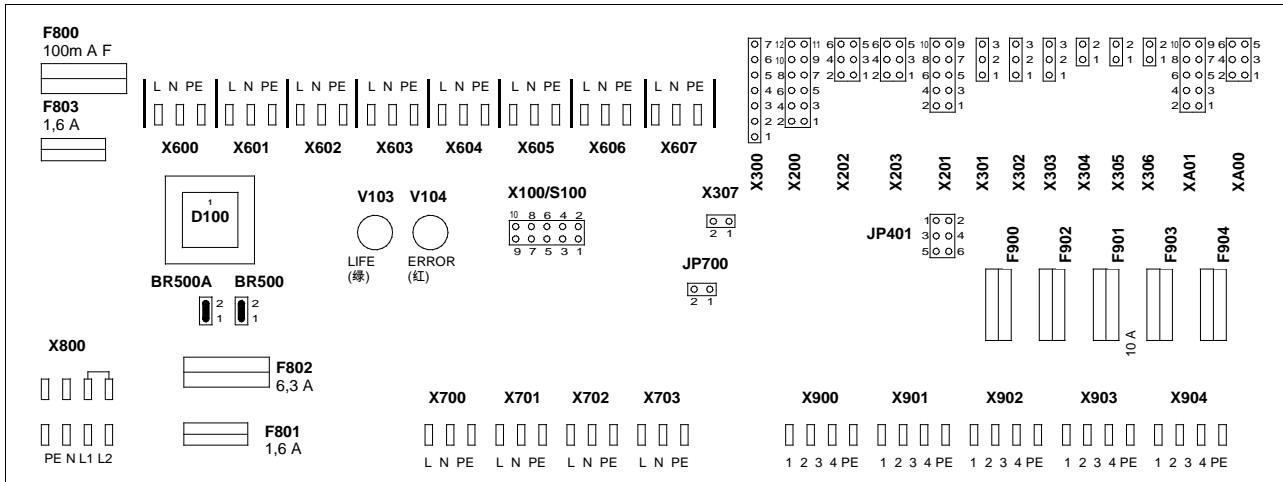 F800
100m A F
F803
1,6 A
L N PE L N PE L N PE L N PE L N PE L N PE L N PE L N PE
X600 X601 X602 X603 X604 X605 X606 X607
7
6
5
4
3
2
1
12 11
10 9
8 7
6 5
4 3
2 1
6 5
4 3
2 1
6 5
4 3
2 1
10 9
8 7
6 5
4 3
2 1
3
2
1
3
2
1
3
2
1
2
1
2
1
2
1
10 9
8 7
6 5
4 3
2 1
6 5
4 3
2 1
X300 X200 X202 X203 X201 X301 X302 X303 X304 X305 X306 XA01 XA00
1
D100
V103 V104
LIFE
(绿)
ERROR
(红)
X100/S100
10 8 6 4 2
9 7 5 3 1
X307
2 1
JP700
2 1
JP401
1 2
3 4
5 6
F900 F902 F901 F903 F904
10 A
BR500A BR500
2
1
2
1
X800
PE N L1 L2
F802
6,3 A
F801
1,6 A
X700 X701 X702 X703
L N PE L N PE L N PE L N PE
X900 X901 X902 X903 X904
1 2 3 4 PE 1 2 3 4 PE 1 2 3 4 PE 1 2 3 4 PE 1 2 3 4 PE